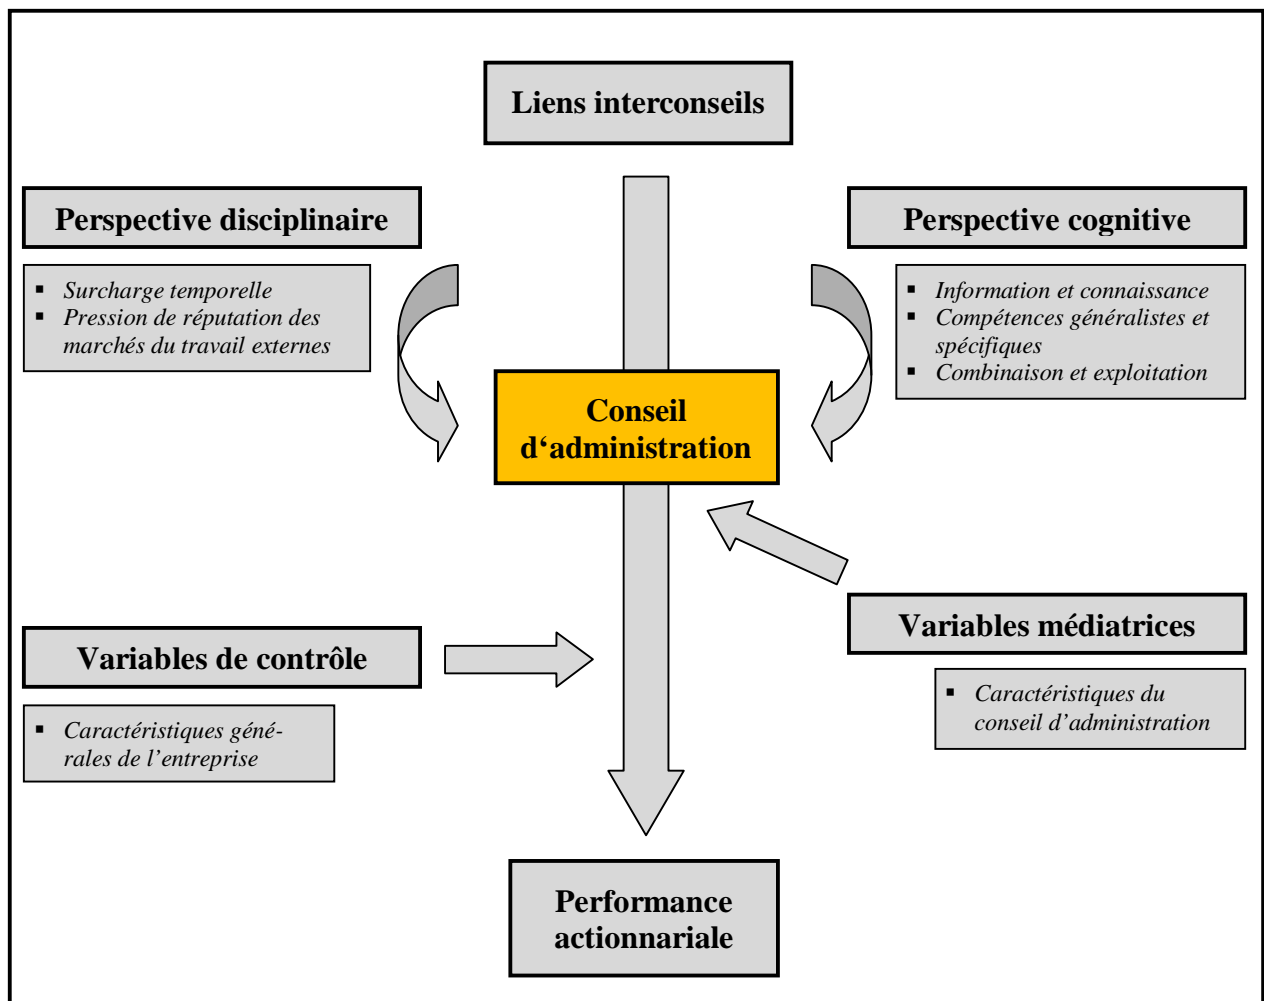 Liens interconseils
Perspective disciplinaire
▪ Surcharge temporelle
▪ Pression de réputation des
marchés du travail externes
Perspective cognitive
▪ Information et connaissance
▪ Compétences généralistes et
spécifiques
▪ Combinaison et exploitation
Conseil
d‘administration
Variables de contrôle
▪ Caractéristiques géné-
rales de l’entreprise
Variables médiatrices
▪ Caractéristiques du
conseil d’administration
Performance
actionnariale